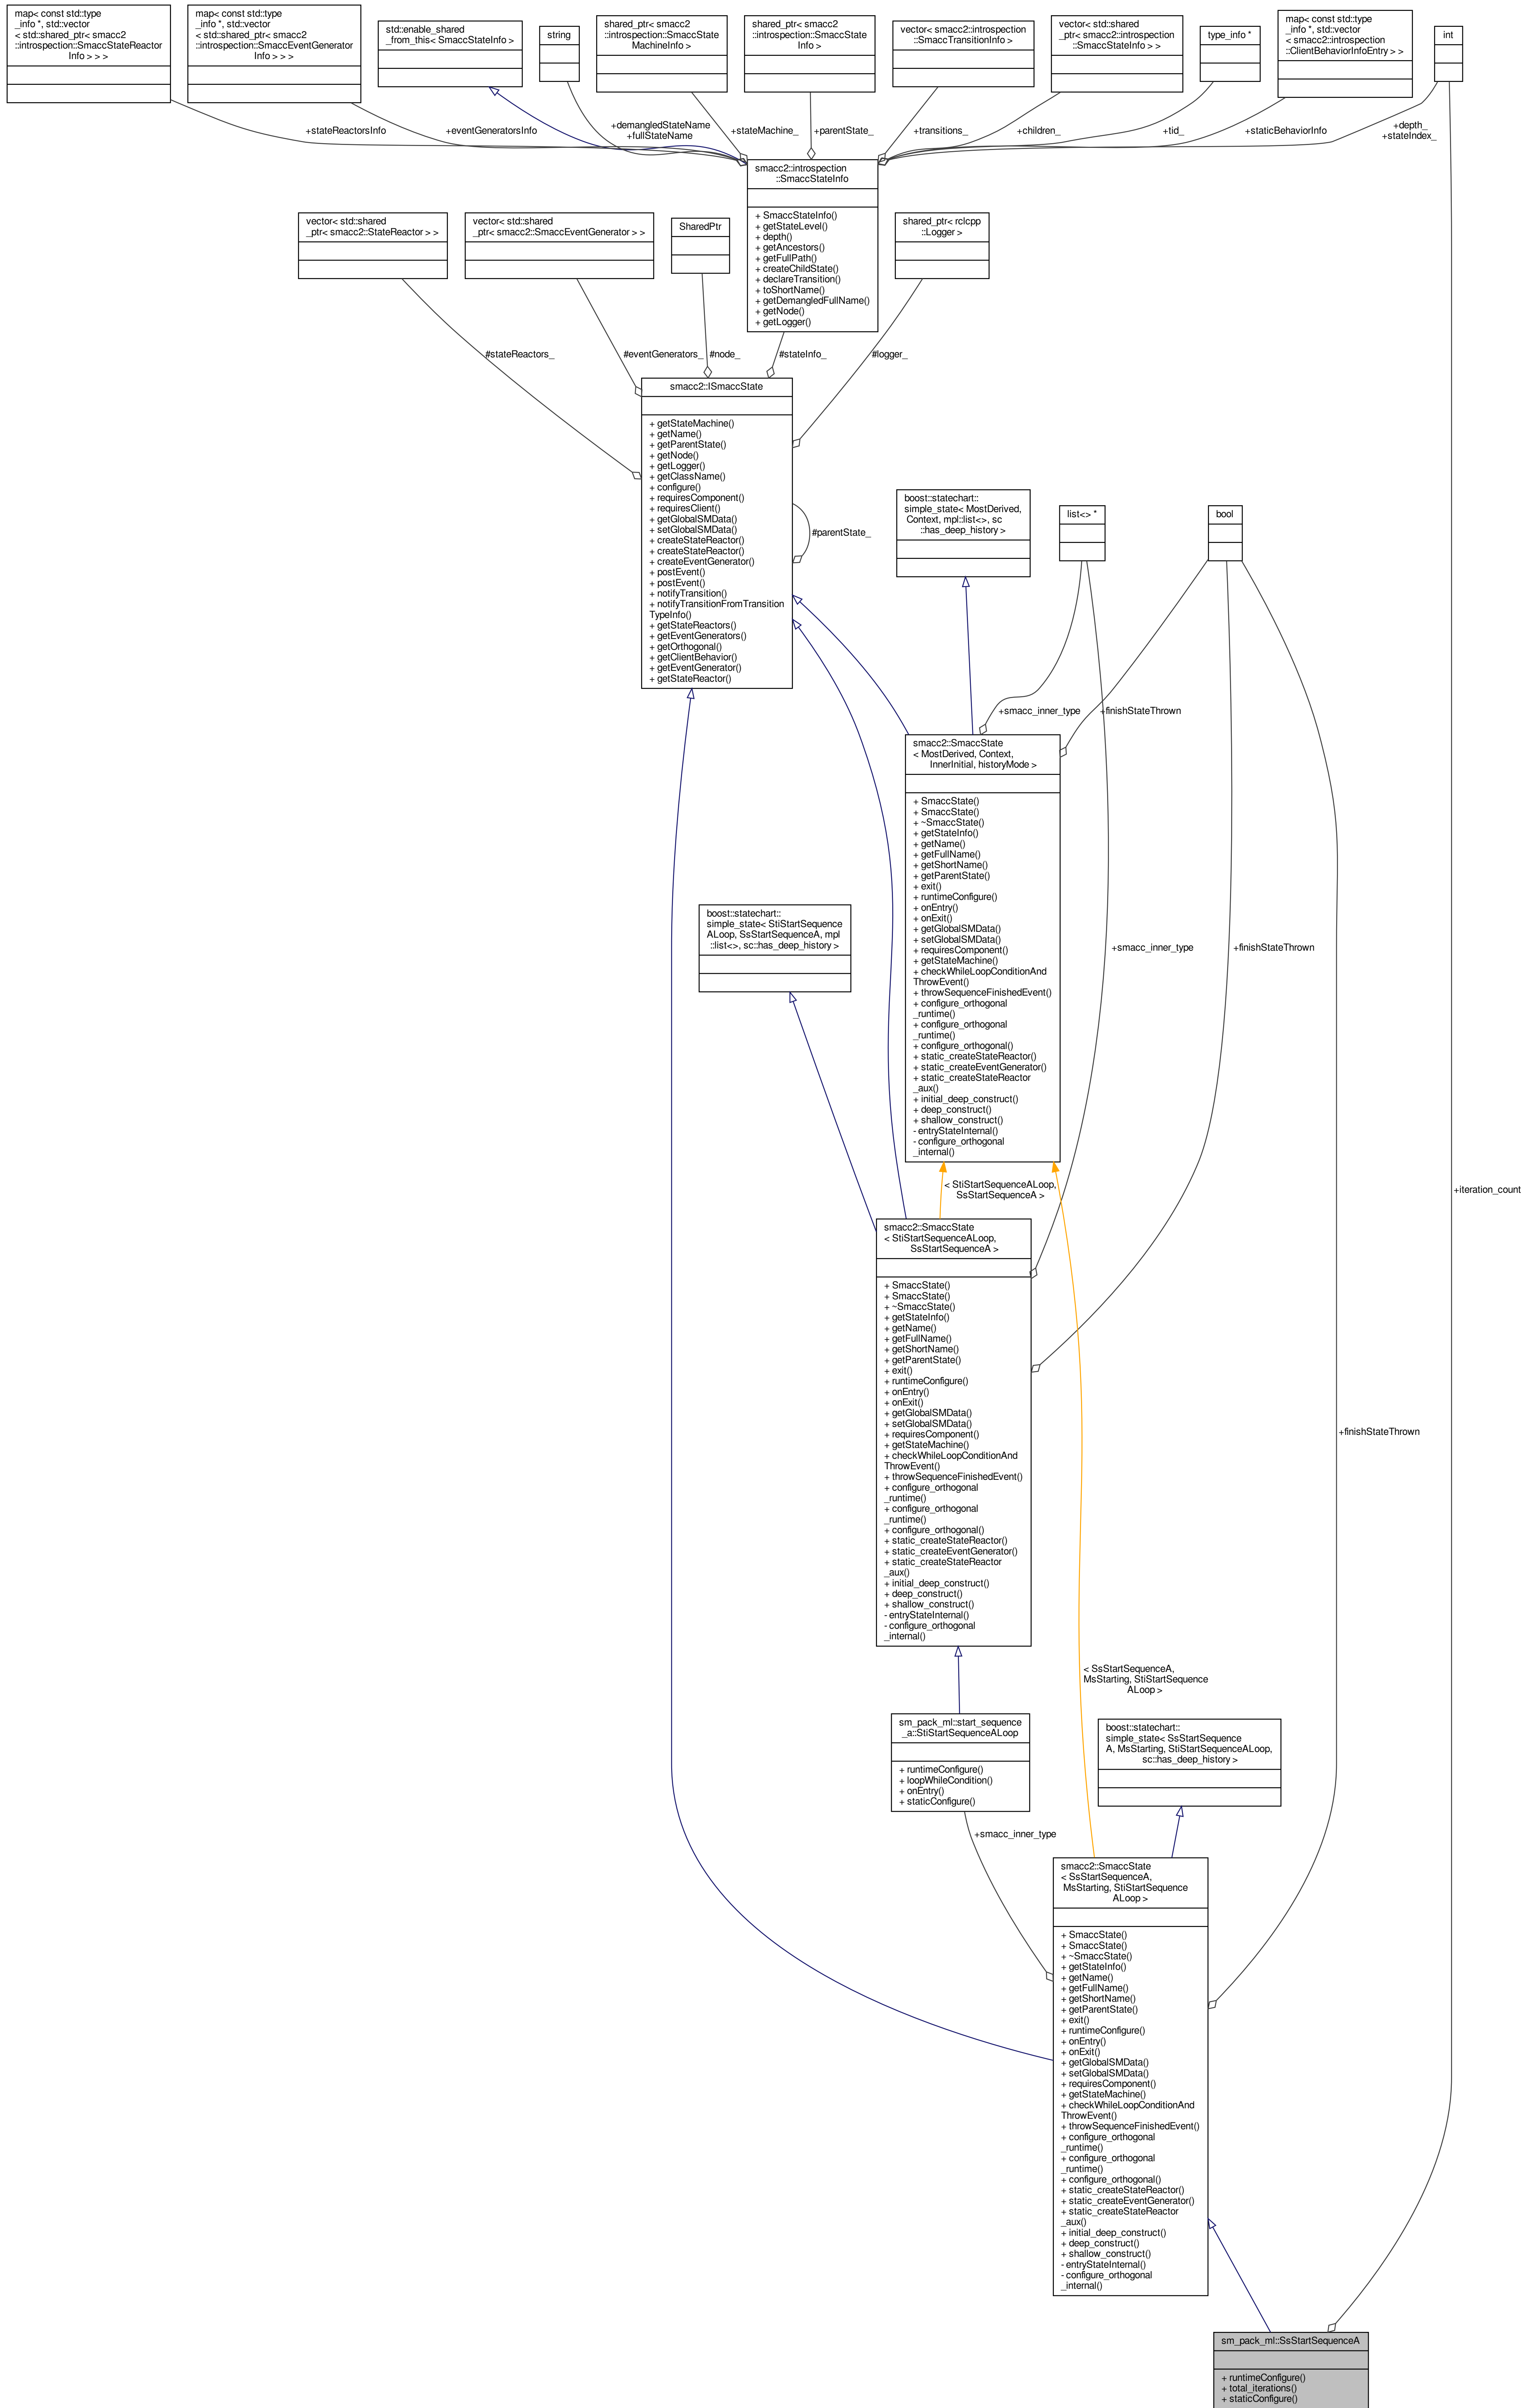 map< const std::type
_info *, std::vector
< std::shared_ptr< smacc2
::introspection::SmaccStateReactor
Info > > >
map< const std::type
_info *, std::vector
< std::shared_ptr< smacc2
::introspection::SmaccEventGenerator
Info > > >
std::enable_shared
_from_this< SmaccStateInfo >
string
shared_ptr< smacc2
::introspection::SmaccState
MachineInfo >
shared_ptr< smacc2
::introspection::SmaccState
Info >
vector< smacc2::introspection
::SmaccTransitionInfo >
vector< std::shared
_ptr< smacc2::introspection
::SmaccStateInfo > >
type_info *
map< const std::type
_info *, std::vector
< smacc2::introspection
::ClientBehaviorInfoEntry > >
int
+stateReactorsInfo
+eventGeneratorsInfo
+demangledStateName
+fullStateName
+stateMachine_
+parentState_
+transitions_
+children_
+tid_
+staticBehaviorInfo
+depth_
+stateIndex_
smacc2::introspection
::SmaccStateInfo
+ SmaccStateInfo()
+ getStateLevel()
+ depth()
+ getAncestors()
+ getFullPath()
+ createChildState()
+ declareTransition()
+ toShortName()
+ getDemangledFullName()
+ getNode()
+ getLogger()
vector< std::shared
_ptr< smacc2::StateReactor > >
vector< std::shared
_ptr< smacc2::SmaccEventGenerator > >
SharedPtr
shared_ptr< rclcpp
::Logger >
#stateReactors_
#eventGenerators_
#node_
#stateInfo_
#logger_
smacc2::ISmaccState
+ getStateMachine()
+ getName()
+ getParentState()
+ getNode()
+ getLogger()
+ getClassName()
+ configure()
+ requiresComponent()
+ requiresClient()
+ getGlobalSMData()
+ setGlobalSMData()
+ createStateReactor()
+ createStateReactor()
+ createEventGenerator()
+ postEvent()
+ postEvent()
+ notifyTransition()
+ notifyTransitionFromTransition
TypeInfo()
+ getStateReactors()
+ getEventGenerators()
+ getOrthogonal()
+ getClientBehavior()
+ getEventGenerator()
+ getStateReactor()
#parentState_
boost::statechart::
simple_state< MostDerived,
Context, mpl::list<>, sc
::has_deep_history >
list<> *
bool
+smacc_inner_type
+finishStateThrown
smacc2::SmaccState
< MostDerived, Context,
InnerInitial, historyMode >
+ SmaccState()
+ SmaccState()
+ ~SmaccState()
+ getStateInfo()
+ getName()
+ getFullName()
+ getShortName()
+ getParentState()
+ exit()
+ runtimeConfigure()
+ onEntry()
+ onExit()
+ getGlobalSMData()
+ setGlobalSMData()
+ requiresComponent()
+ getStateMachine()
+ checkWhileLoopConditionAnd
ThrowEvent()
+ throwSequenceFinishedEvent()
+ configure_orthogonal
_runtime()
+ configure_orthogonal
_runtime()
+ configure_orthogonal()
+ static_createStateReactor()
+ static_createEventGenerator()
+ static_createStateReactor
_aux()
+ initial_deep_construct()
+ deep_construct()
+ shallow_construct()
- entryStateInternal()
- configure_orthogonal
_internal()
boost::statechart::
simple_state< StiStartSequence
ALoop, SsStartSequenceA, mpl
::list<>, sc::has_deep_history >
+smacc_inner_type
+finishStateThrown
< StiStartSequenceALoop,
SsStartSequenceA >
+iteration_count
smacc2::SmaccState
< StiStartSequenceALoop,
SsStartSequenceA >
+ SmaccState()
+ SmaccState()
+ ~SmaccState()
+ getStateInfo()
+ getName()
+ getFullName()
+ getShortName()
+ getParentState()
+ exit()
+ runtimeConfigure()
+ onEntry()
+ onExit()
+ getGlobalSMData()
+ setGlobalSMData()
+ requiresComponent()
+ getStateMachine()
+ checkWhileLoopConditionAnd
ThrowEvent()
+ throwSequenceFinishedEvent()
+ configure_orthogonal
_runtime()
+ configure_orthogonal
_runtime()
+ configure_orthogonal()
+ static_createStateReactor()
+ static_createEventGenerator()
+ static_createStateReactor
_aux()
+ initial_deep_construct()
+ deep_construct()
+ shallow_construct()
- entryStateInternal()
- configure_orthogonal
_internal()
+finishStateThrown
< SsStartSequenceA,
MsStarting, StiStartSequence
ALoop >
sm_pack_ml::start_sequence
_a::StiStartSequenceALoop
+ runtimeConfigure()
+ loopWhileCondition()
+ onEntry()
+ staticConfigure()
boost::statechart::
simple_state< SsStartSequence
A, MsStarting, StiStartSequenceALoop,
sc::has_deep_history >
+smacc_inner_type
smacc2::SmaccState
< SsStartSequenceA,
MsStarting, StiStartSequence
ALoop >
+ SmaccState()
+ SmaccState()
+ ~SmaccState()
+ getStateInfo()
+ getName()
+ getFullName()
+ getShortName()
+ getParentState()
+ exit()
+ runtimeConfigure()
+ onEntry()
+ onExit()
+ getGlobalSMData()
+ setGlobalSMData()
+ requiresComponent()
+ getStateMachine()
+ checkWhileLoopConditionAnd
ThrowEvent()
+ throwSequenceFinishedEvent()
+ configure_orthogonal
_runtime()
+ configure_orthogonal
_runtime()
+ configure_orthogonal()
+ static_createStateReactor()
+ static_createEventGenerator()
+ static_createStateReactor
_aux()
+ initial_deep_construct()
+ deep_construct()
+ shallow_construct()
- entryStateInternal()
- configure_orthogonal
_internal()
sm_pack_ml::SsStartSequenceA
+ runtimeConfigure()
+ total_iterations()
+ staticConfigure()